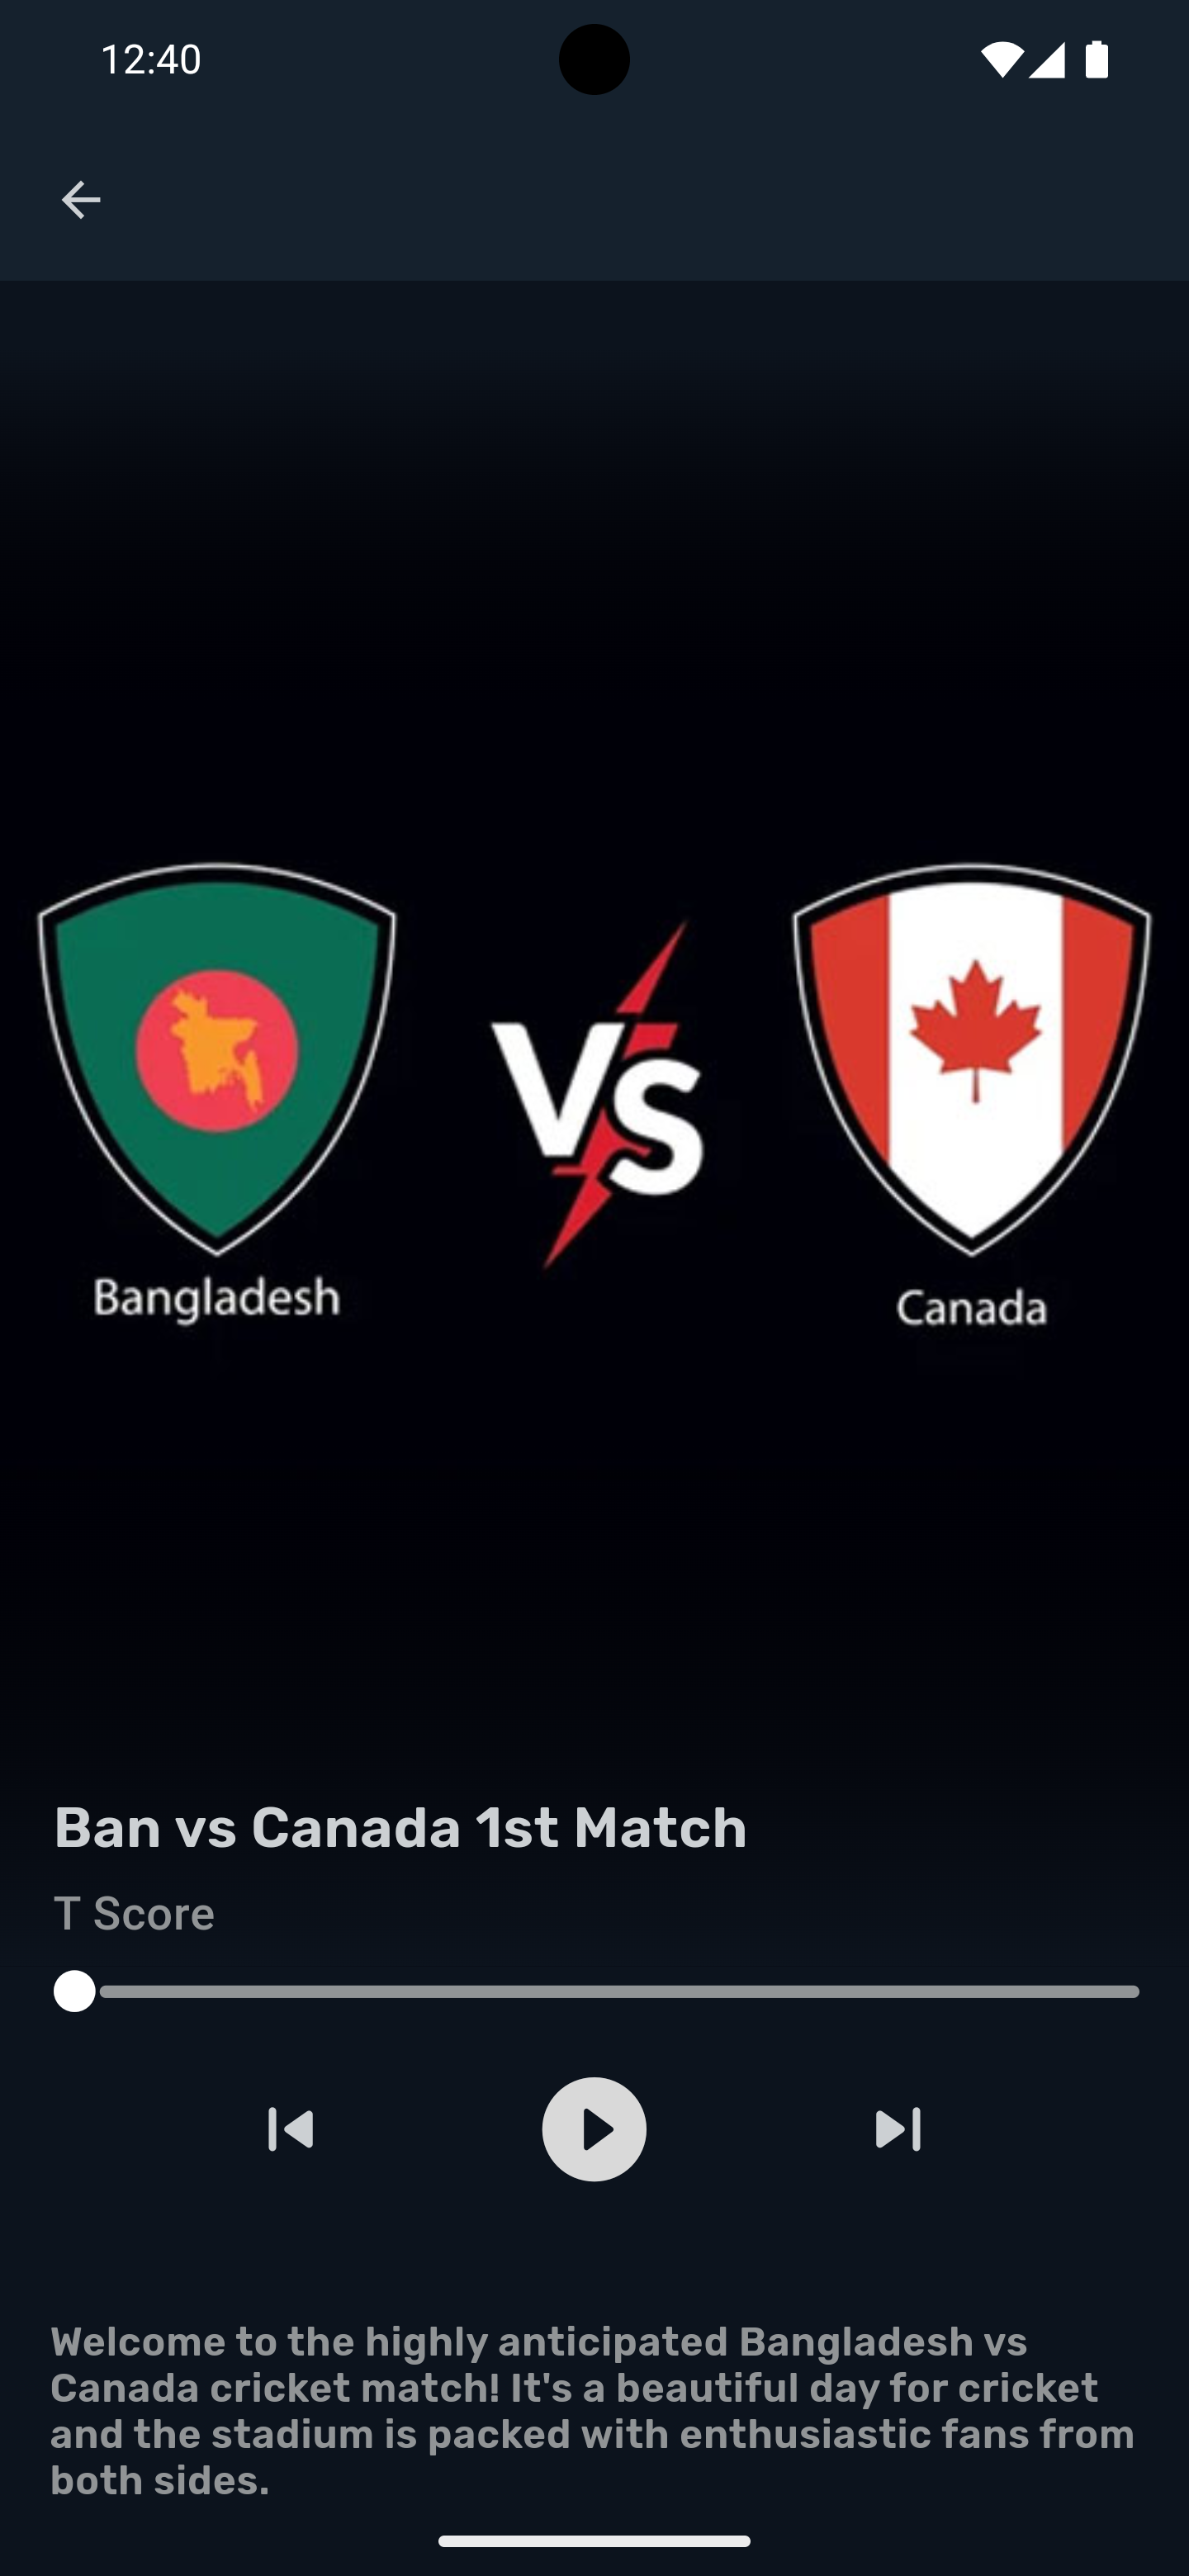 12:40
Bangladesh
VS
Canada
Ban vs Canada 1st Match
T Score
Welcome to the highly anticipated Bangladesh vs
Canada cricket match! It's a beautiful day for cricket
and the stadium is packed with enthusiastic fans from
both sides.